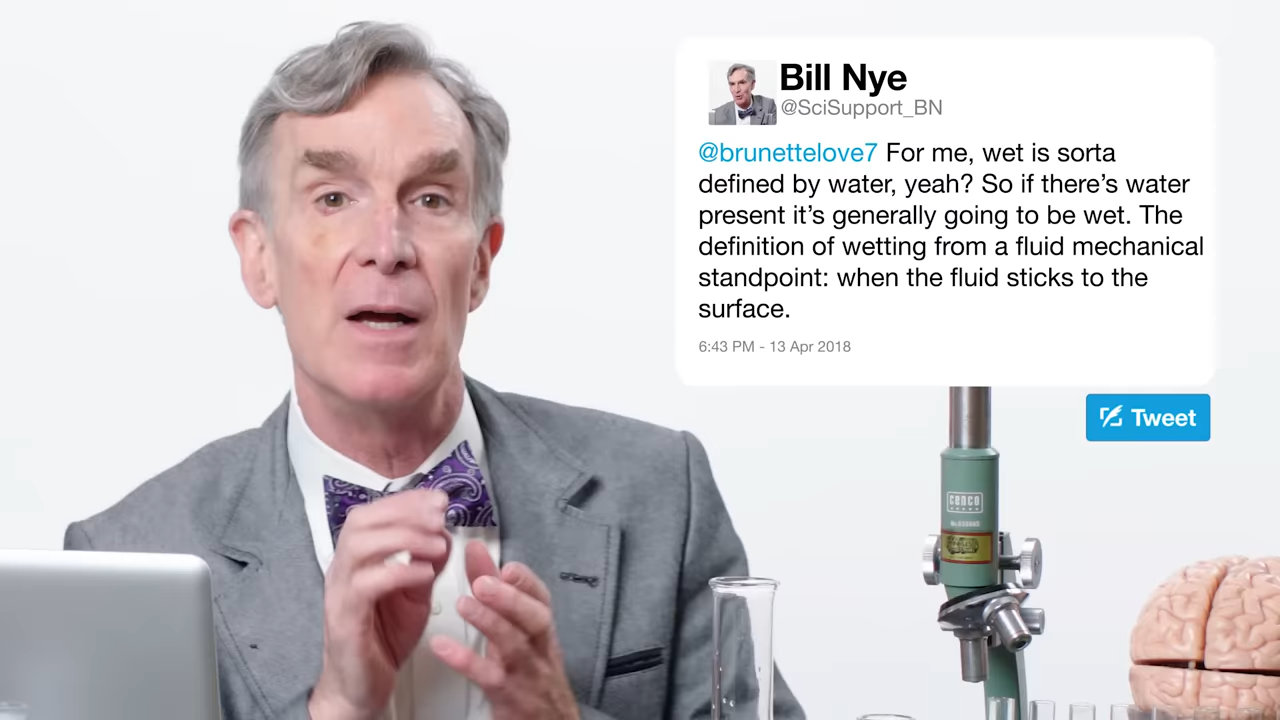 Bill Nye
@SciSupport_BN
@brunettelove7 For me, wet is sorta
defined by water, yeah? So if there’s water
present it’s generally going to be wet. The
definition of wetting from a fluid mechanical
standpoint: when the fluid sticks to the
surface.
6:43 PM - 13 Apr 2018
Tweet
cenco